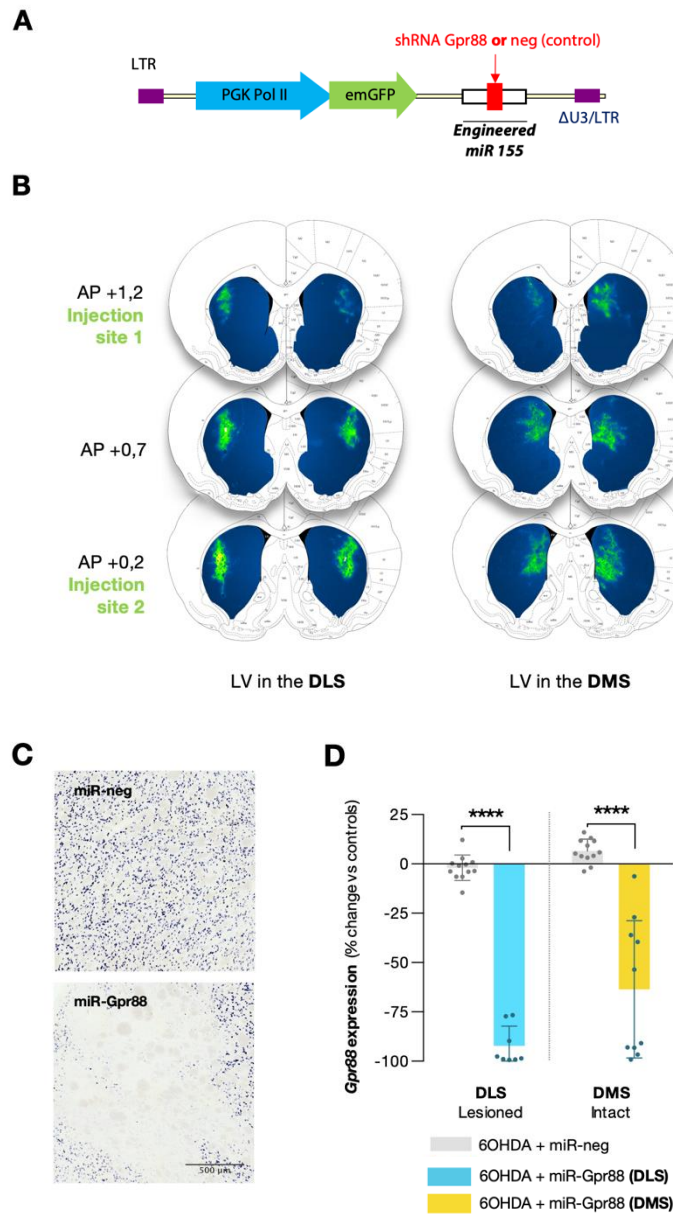 A
shRNA Gpr88 or neg (control)
LTR
PGK Pol II
emGFP
Engineered
miR 155
ΔU3/LTR
B
AP +1,2
Injection
site 1
AP +0,7
AP +0,2
Injection
site 2
LV in the DLS
LV in the DMS
C
miR-neg
miR-Gpr88
500 µm
D
Gpr88 expression (% change vs controls)
25
0
-25
-50
-75
-100
****
****
DLS
Lesioned
DMS
Intact
6OHDA + miR-neg
6OHDA + miR-Gpr88 (DLS)
6OHDA + miR-Gpr88 (DMS)